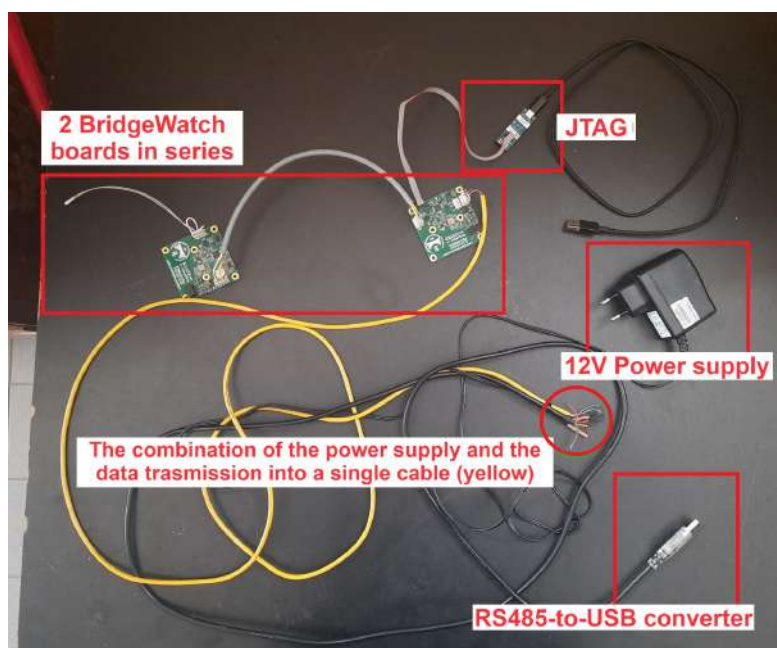 2 BridgeWatch
boards in series
JTAG
12V Power supply
The combination of the power supply and the
data trasmission into a single cable (yellow)
RS485-to-USB converter